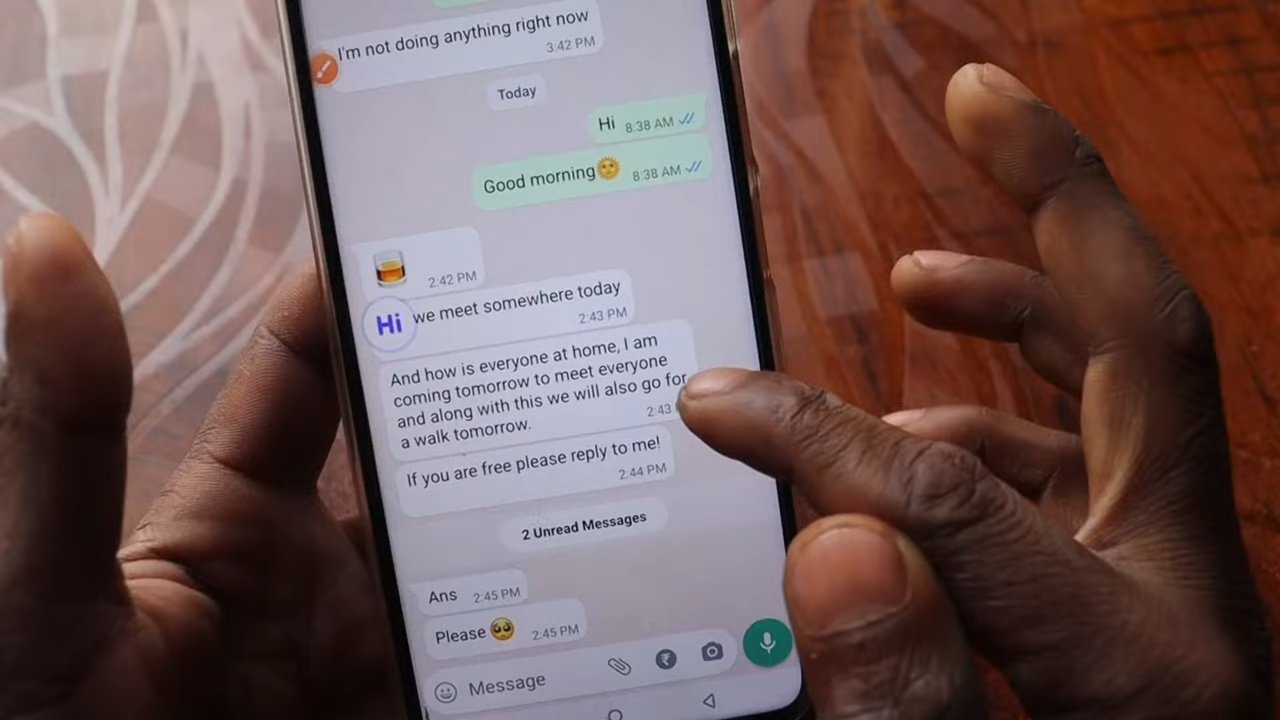 I'm not doing anything right now
3:42 PM
Today
Hi 8:38 AM
Good morning🌞 8:38 AM
🥃 2:42 PM
Hi
we meet somewhere today
2:43 PM
And how is everyone at home, I am
coming tomorrow to meet everyone
and along with this we will also go for
a walk tomorrow.
2:43
If you are free please reply to me!
2:44 PM
2 Unread Messages
Ans 2:45 PM
Please 🥺 2:45 PM
Message